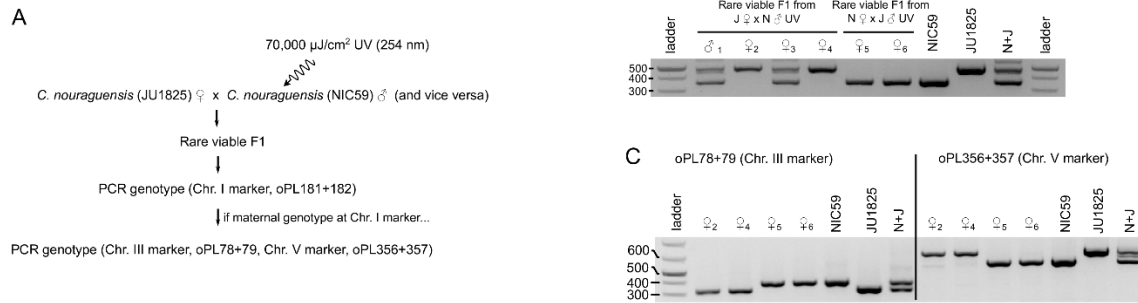 A
70,000 µJ/cm² UV (254 nm)
C. nouraguensis (JU1825) ♀ x C. nouraguensis (NIC59) ♂ (and vice versa)
Rare viable F1
PCR genotype (Chr. I marker, oPL181+182)
if maternal genotype at Chr. I marker...
PCR genotype (Chr. III marker, oPL78+79, Chr. V marker, oPL356+357)
Rare viable F1 from Rare viable F1 from
J ♀ x N ♂ UV N ♀ x J ♂ UV
ladder ♂1 ♀2 ♀3 ♀4 ♀5 ♀6 NIC59 JU1825 N+J ladder
500
400
300
C
oPL78+79 (Chr. III marker) oPL356+357 (Chr. V marker)
ladder ♀2 ♀4 ♀5 ♀6 NIC59 JU1825 N+J ♀2 ♀4 ♀5 ♀6 NIC59 JU1825 N+J
600
500
400
300